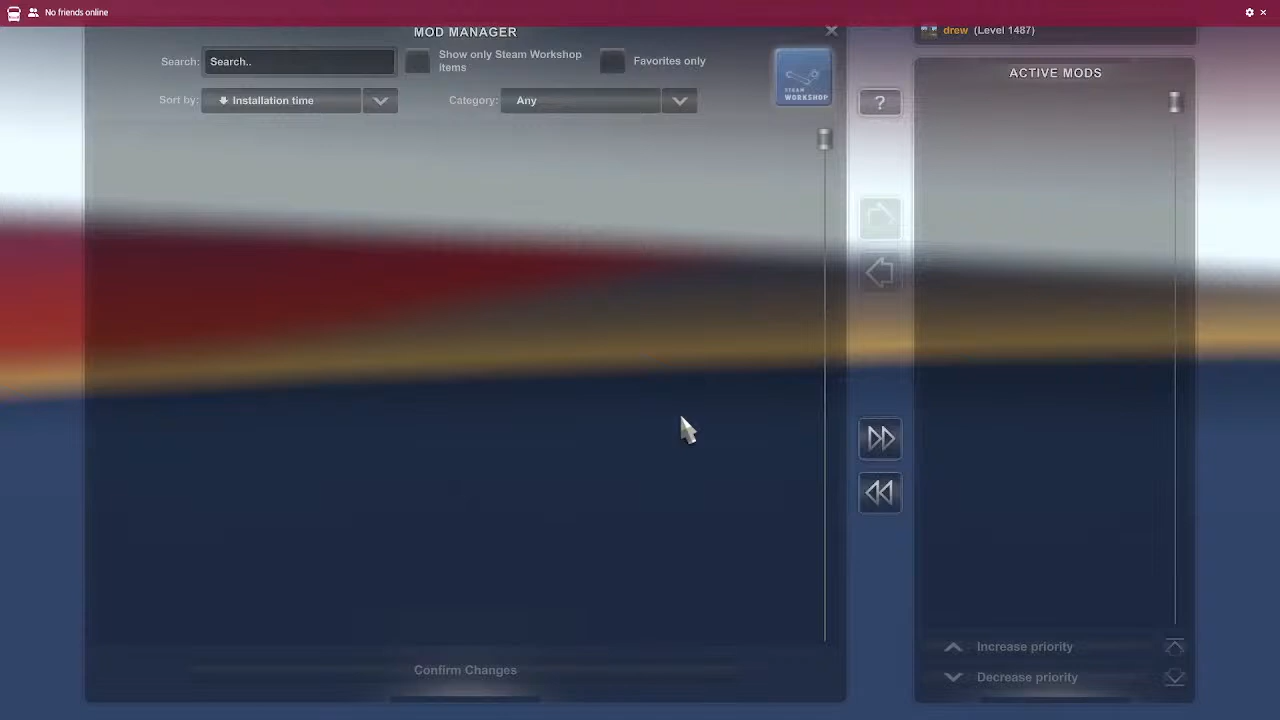 No friends online
MOD MANAGER
drew (Level 1487)
Search:
Search..
Show only Steam Workshop
items
Favorites only
STEAM
WORKSHOP
ACTIVE MODS
Sort by:
Installation time
Category:
Any
?
Confirm Changes
Increase priority
Decrease priority